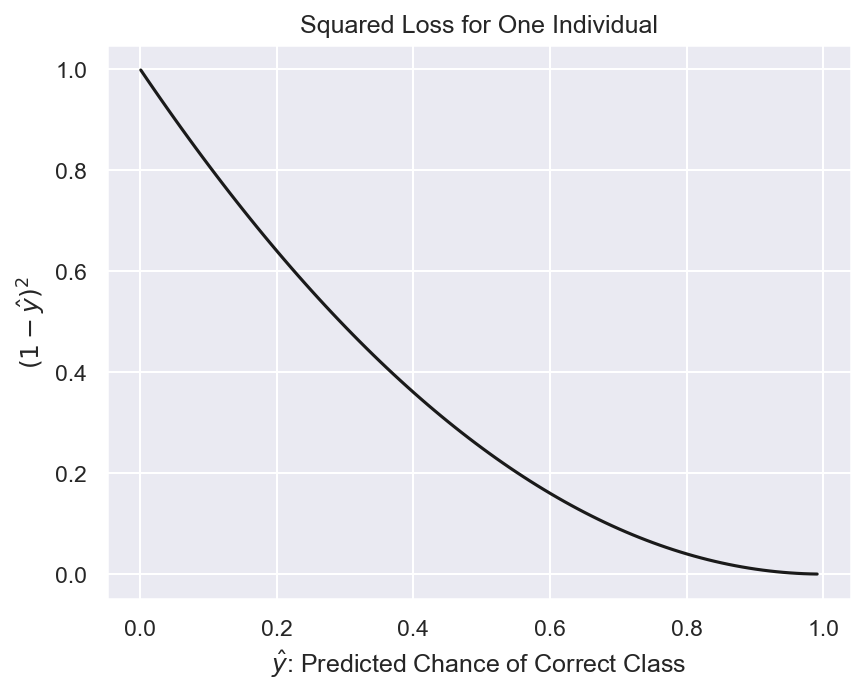 Squared Loss for One Individual
1.0
0.8
0.6
0.4
0.2
0.0
(1 − ŷ)²
0.0 0.2 0.4 0.6 0.8 1.0
ŷ: Predicted Chance of Correct Class